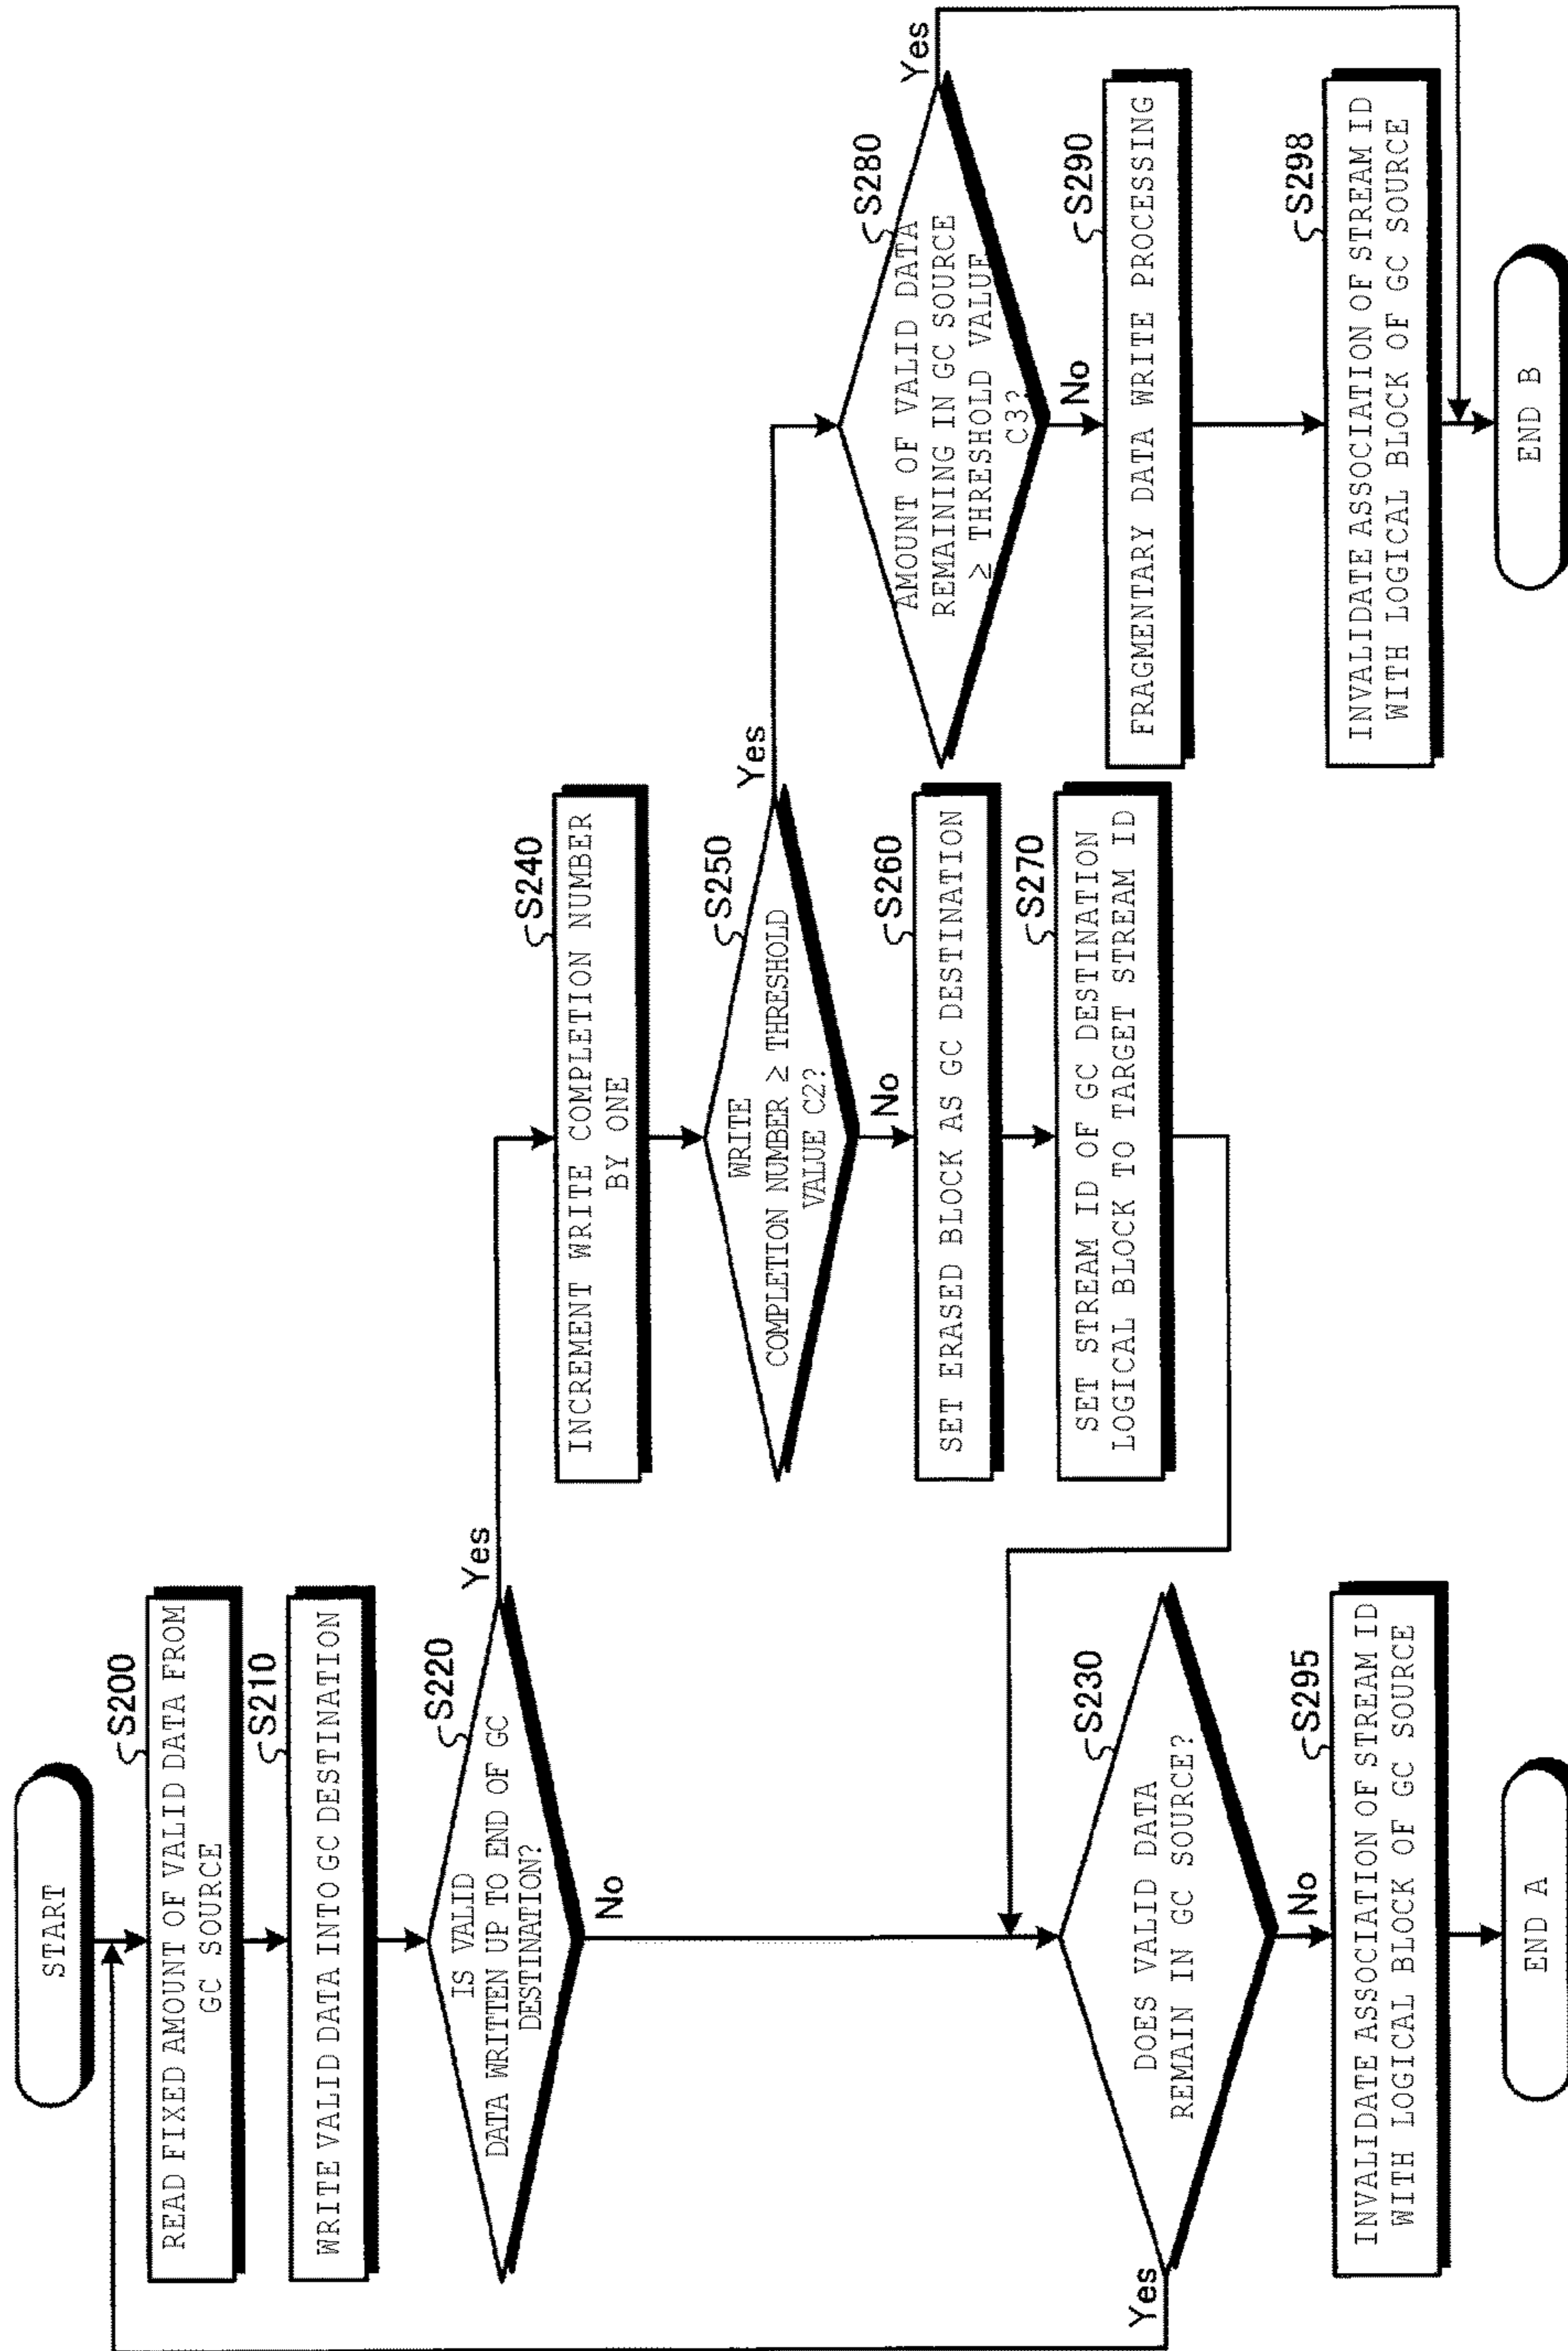 START
S200
READ FIXED AMOUNT OF VALID DATA FROM
GC SOURCE
S210
WRITE VALID DATA INTO GC DESTINATION
S220
IS VALID
DATA WRITTEN UP TO END OF GC
DESTINATION?
Yes
No
S230
DOES VALID DATA
REMAIN IN GC SOURCE?
Yes
No
S295
INVALIDATE ASSOCIATION OF STREAM ID
WITH LOGICAL BLOCK OF GC SOURCE
END A
S240
INCREMENT WRITE COMPLETION NUMBER
BY ONE
S250
WRITE
COMPLETION NUMBER ≥ THRESHOLD
VALUE C2?
Yes
No
S260
SET ERASED BLOCK AS GC DESTINATION
S270
SET STREAM ID OF GC DESTINATION
LOGICAL BLOCK TO TARGET STREAM ID
S280
AMOUNT OF VALID DATA
REMAINING IN GC SOURCE
≥ THRESHOLD VALUE
C3?
Yes
No
S290
FRAGMENTARY DATA WRITE PROCESSING
S298
INVALIDATE ASSOCIATION OF STREAM ID
WITH LOGICAL BLOCK OF GC SOURCE
END B